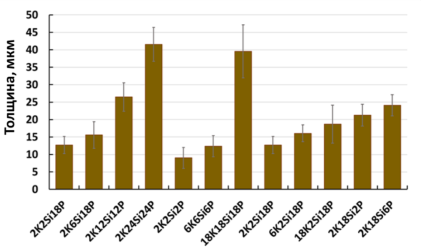 Толщина, мкм
50
45
40
35
30
25
20
15
10
5
0
2K2Si18P
2K6Si18P
2K12Si12P
2K24Si24P
2K2Si2P
6K6Si6P
18K18Si18P
2K2Si18P
6K2Si18P
18K2Si18P
2K18Si2P
2K18Si6P